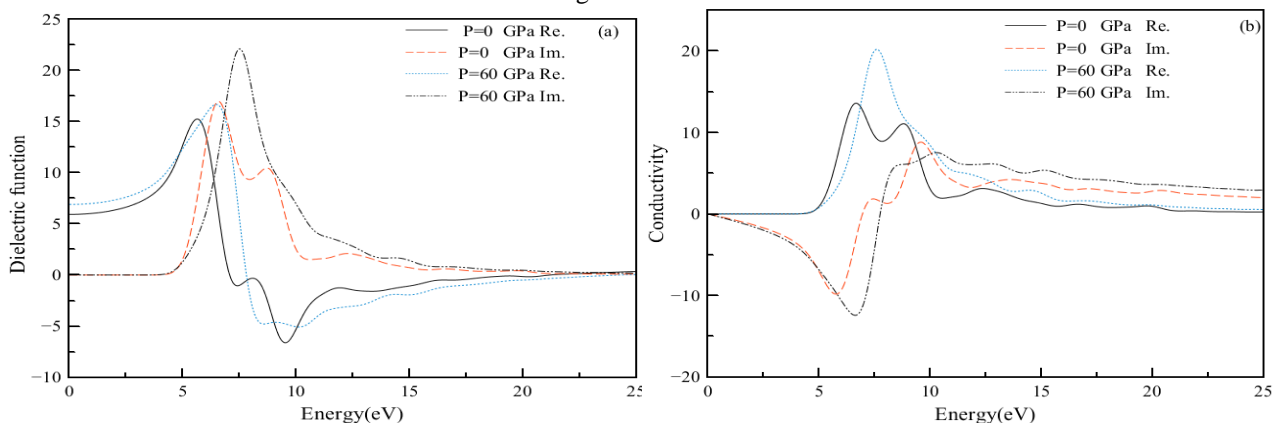 25
20
15
10
5
0
−5
−10
Dielectric function
0 5 10 15 20 25
Energy(eV)
P=0 GPa Re. (a)
P=0 GPa Im.
P=60 GPa Re.
P=60 GPa Im.
20
10
0
−10
−20
Conductivity
0 5 10 15 20 25
Energy(eV)
P=0 GPa Re. (b)
P=0 GPa Im.
P=60 GPa Re.
P=60 GPa Im.